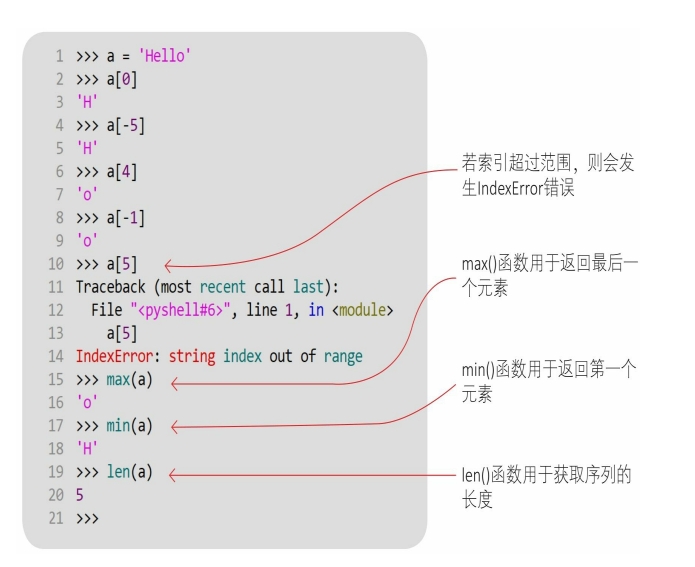 1 >>> a = 'Hello'
2 >>> a[0]
3 'H'
4 >>> a[-5]
5 'H'
6 >>> a[4]
7 'o'
8 >>> a[-1]
9 'o'
10 >>> a[5]
11 Traceback (most recent call last):
12 File "<pyshell#6>", line 1, in <module>
13 a[5]
14 IndexError: string index out of range
15 >>> max(a)
16 'o'
17 >>> min(a)
18 'H'
19 >>> len(a)
20 5
21 >>>
若索引超过范围，则会发
生IndexError错误
max()函数用于返回最后一
个元素
min()函数用于返回第一个
元素
len()函数用于获取序列的
长度